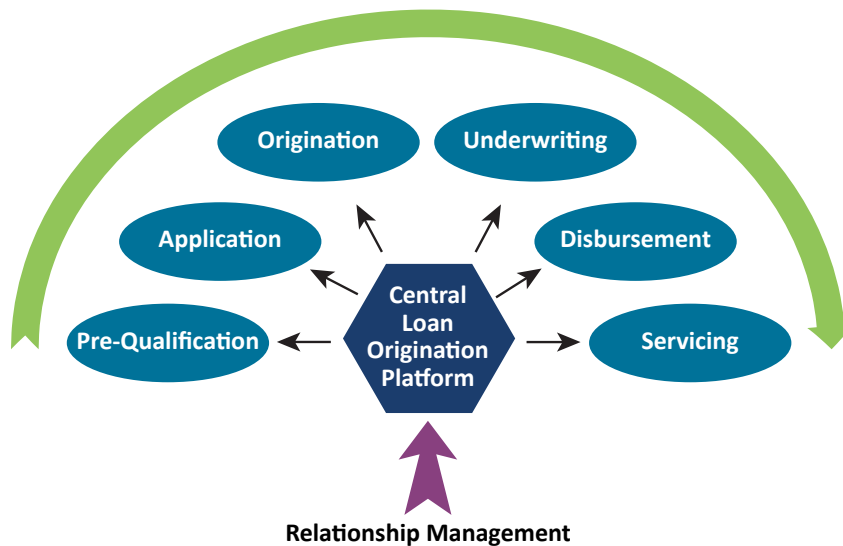 Origination
Underwriting
Application
Disbursement
Pre-Qualification
Central
Loan
Origination
Platform
Servicing
Relationship Management